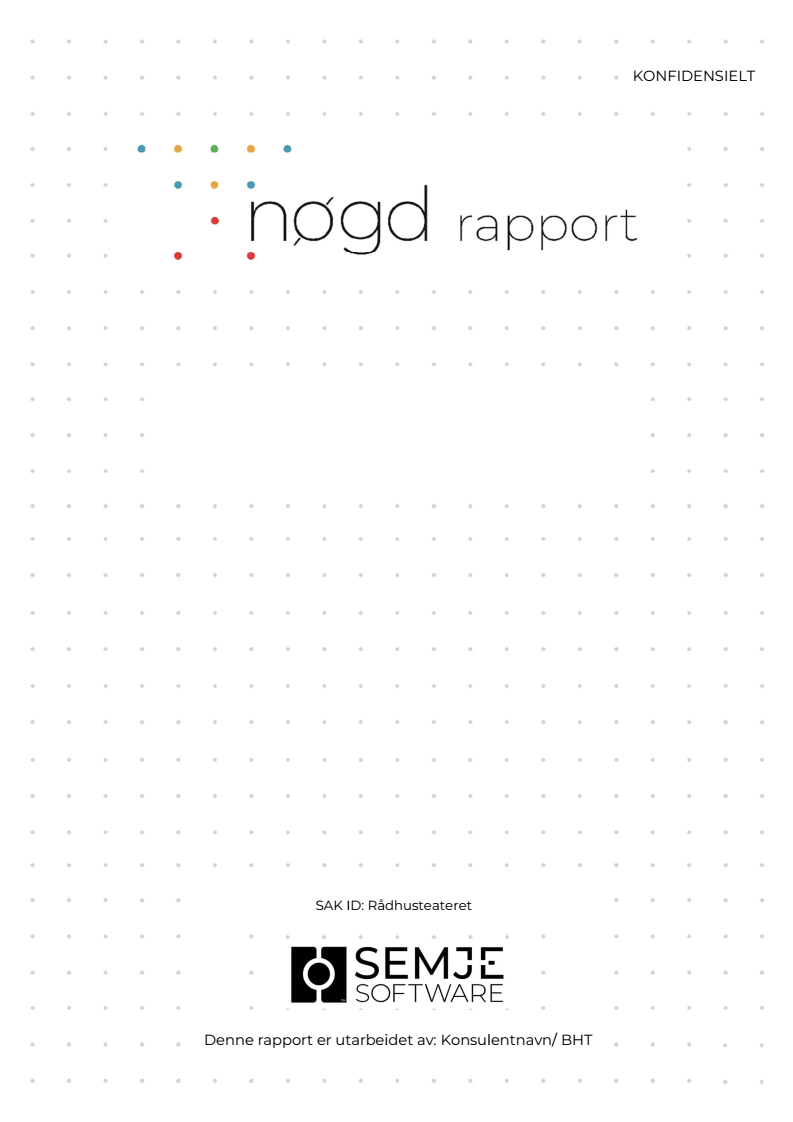 KONFIDENSIELT
nøgd rapport
SAK ID: Rådhusteateret
SEMJE
SOFTWARE
Denne rapport er utarbeidet av: Konsulentnavn/ BHT